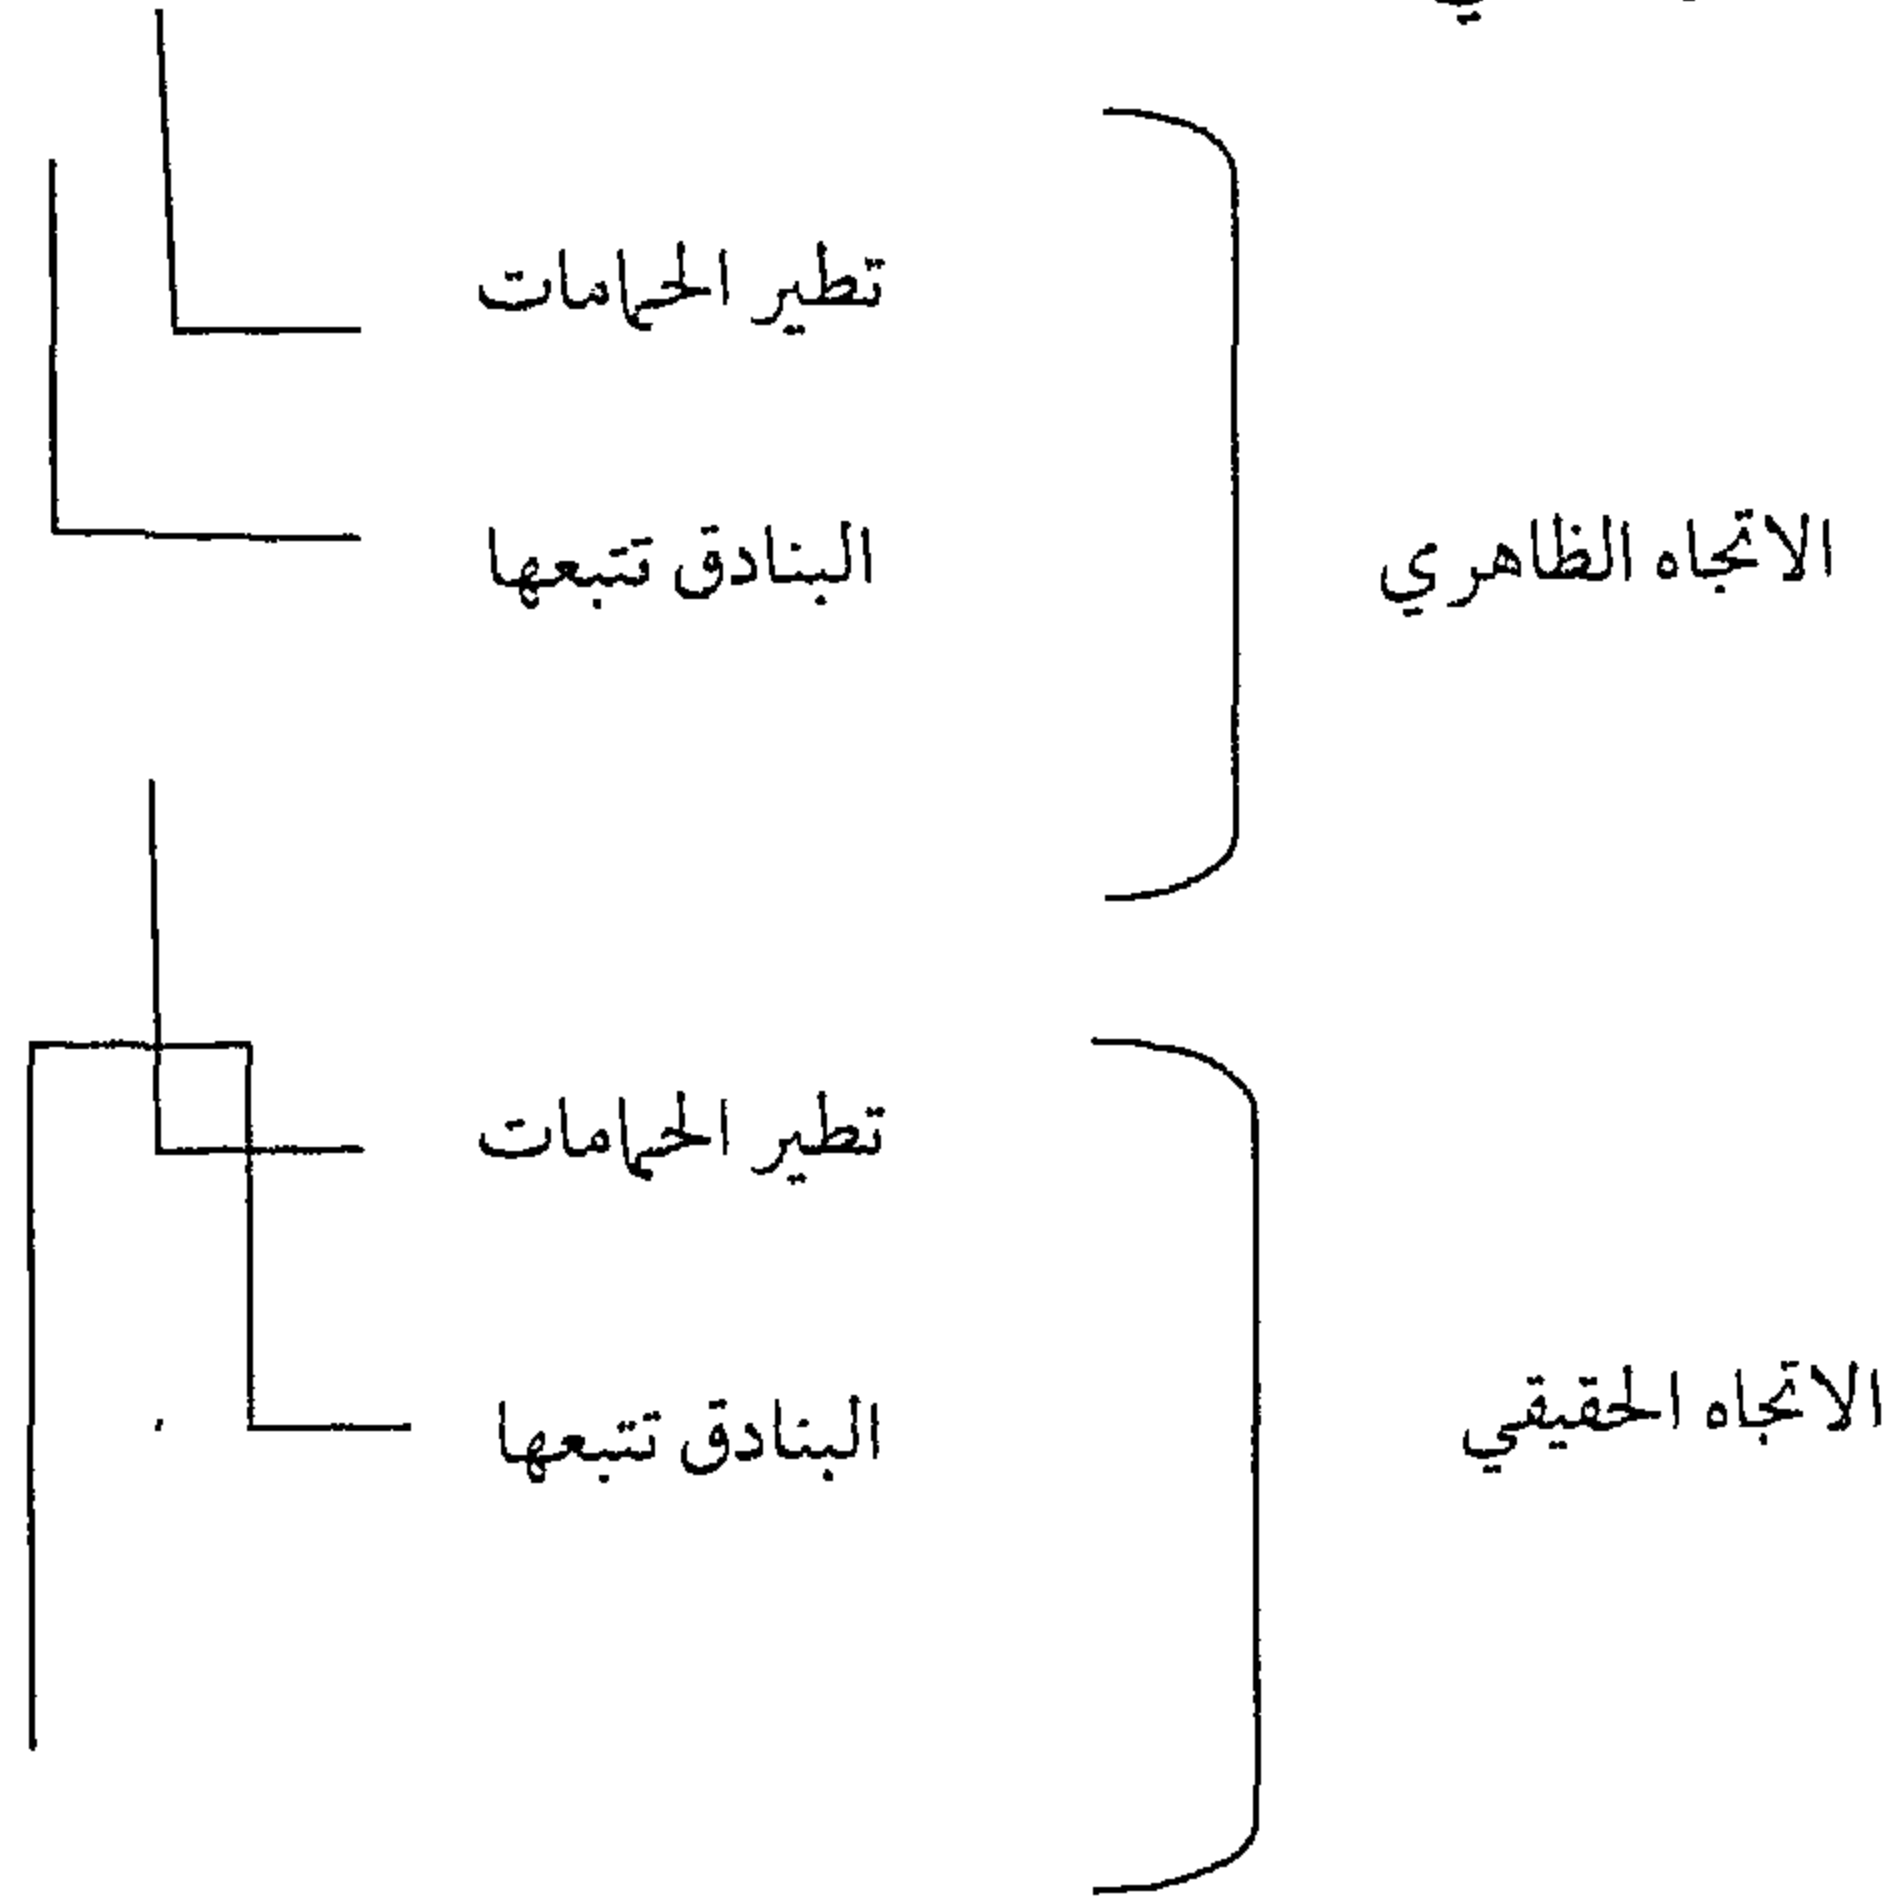 تطير الحمامات
البنادق تتبعها
الاتجاه الظاهري
تطير الحمامات
البنادق تتبعها
الاتجاه الحقيقي